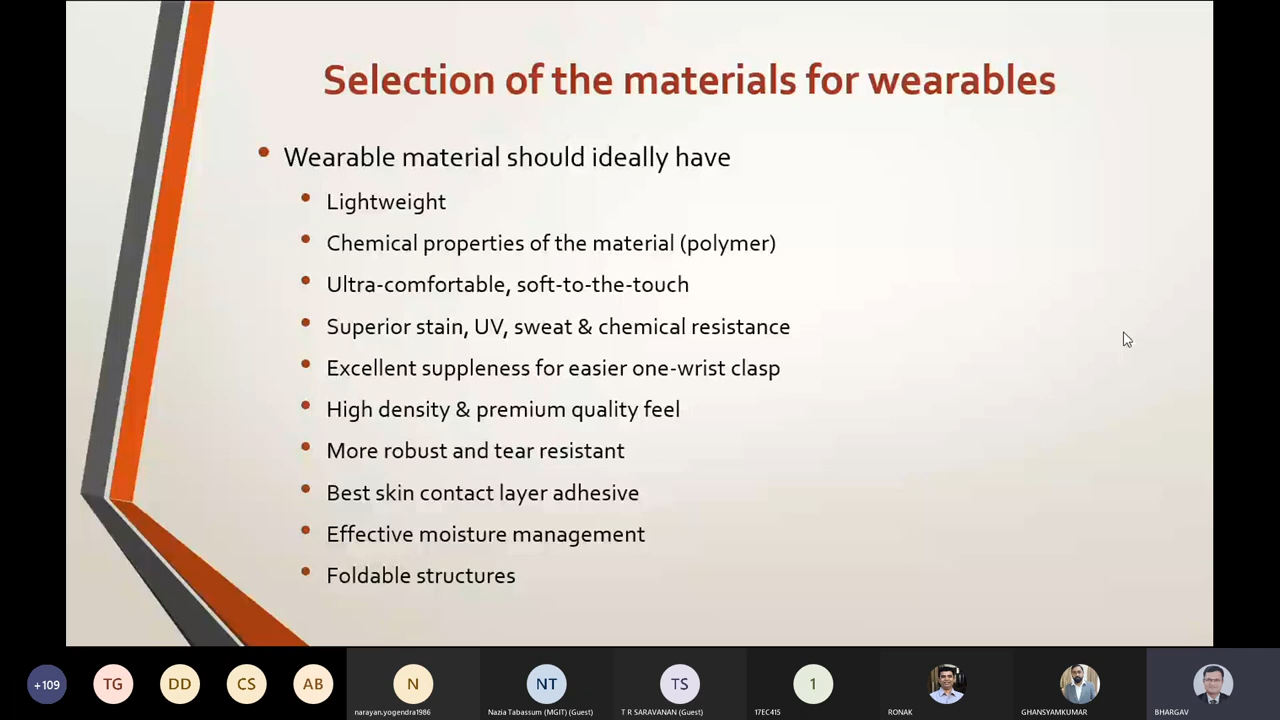 Selection of the materials for wearables
Wearable material should ideally have
Lightweight
Chemical properties of the material (polymer)
Ultra-comfortable, soft-to-the-touch
Superior stain, UV, sweat & chemical resistance
Excellent suppleness for easier one-wrist clasp
High density & premium quality feel
More robust and tear resistant
Best skin contact layer adhesive
Effective moisture management
Foldable structures
+109 TG DD CS AB N NT TS 1
narayan.yogendra1986 Nazia Tabassum (MGIT) (Guest) T R SARAVANAN (Guest) 17EC415 RONAK GHANSYAMKUMAR BHARGAV